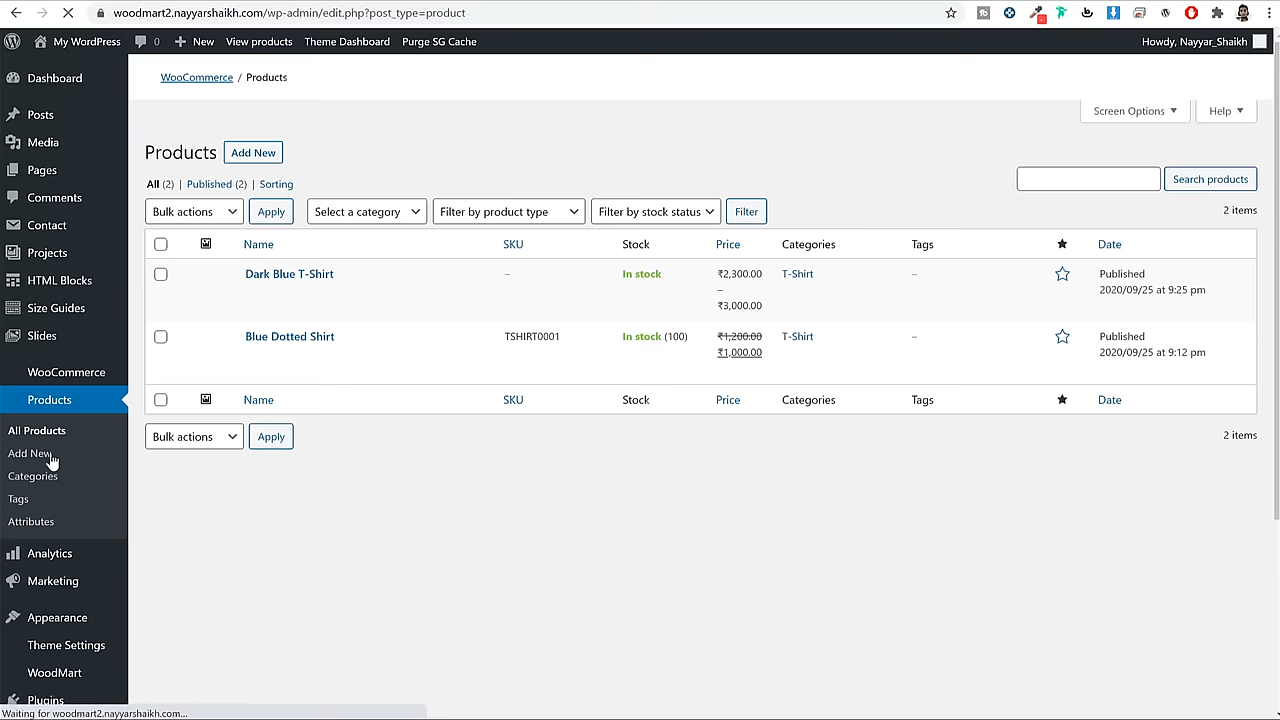 woodmart2.nayyarshaikh.com/wp-admin/edit.php?post_type=product
My WordPress 0 New View products Theme Dashboard Purge SG Cache Howdy, Nayyar_Shaikh
Dashboard
Posts
Media
Pages
Comments
Contact
Projects
HTML Blocks
Size Guides
Slides
WooCommerce
Products
All Products
Add New
Categories
Tags
Attributes
Analytics
Marketing
Appearance
Theme Settings
WoodMart
Plugins
WooCommerce / Products
Screen Options ▼ Help ▼
Products Add New
All (2) | Published (2) | Sorting
Search products
Bulk actions Apply Select a category Filter by product type Filter by stock status Filter
2 items
Name SKU Stock Price Categories Tags Date
Dark Blue T-Shirt – In stock ₹2,300.00 T-Shirt – Published
–
2020/09/25 at 9:25 pm
₹3,000.00
Blue Dotted Shirt TSHIRT0001 In stock (100) ₹1,200.00 T-Shirt – Published
₹1,000.00 2020/09/25 at 9:12 pm
Name SKU Stock Price Categories Tags Date
Bulk actions Apply
2 items
Waiting for woodmart2.nayyarshaikh.com...